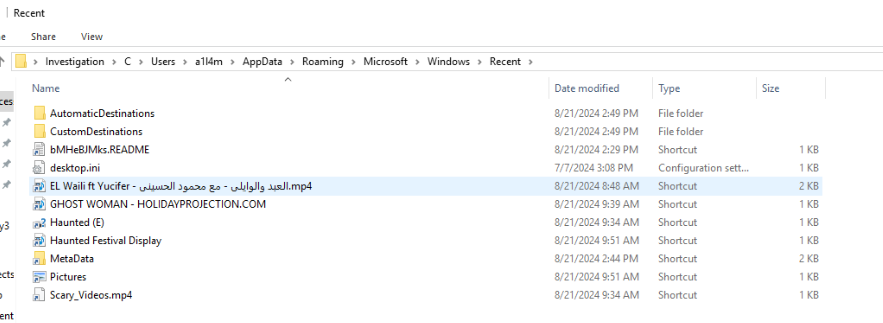 Recent
Share View
Investigation > C > Users > a1l4m > AppData > Roaming > Microsoft > Windows > Recent >
Name Date modified Type Size
AutomaticDestinations 8/21/2024 2:49 PM File folder
CustomDestinations 8/21/2024 2:49 PM File folder
bMHeBJMks.README 8/21/2024 2:29 PM Shortcut 1 KB
desktop.ini 7/7/2024 3:08 PM Configuration sett... 1 KB
EL Waili ft Yucifer - العبد والوايلي - مع محمود الحسيني.mp4 8/21/2024 8:48 AM Shortcut 2 KB
GHOST WOMAN - HOLIDAYPROJECTION.COM 8/21/2024 9:39 AM Shortcut 1 KB
Haunted (E) 8/21/2024 9:34 AM Shortcut 1 KB
Haunted Festival Display 8/21/2024 9:51 AM Shortcut 1 KB
MetaData 8/21/2024 2:44 PM Shortcut 2 KB
Pictures 8/21/2024 9:51 AM Shortcut 1 KB
Scary_Videos.mp4 8/21/2024 9:34 AM Shortcut 1 KB